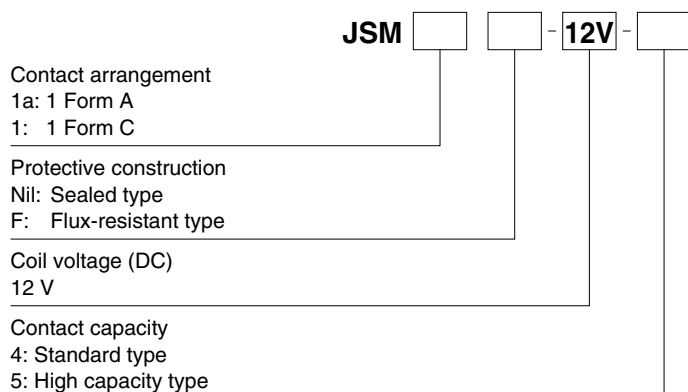 JSM - 12V -
Contact arrangement
1a: 1 Form A
1: 1 Form C
Protective construction
Nil: Sealed type
F: Flux-resistant type
Coil voltage (DC)
12 V
Contact capacity
4: Standard type
5: High capacity type